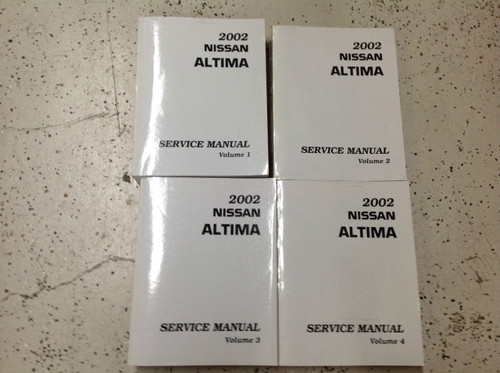 2002
NISSAN
ALTIMA
SERVICE MANUAL
Volume 1
2002
NISSAN
ALTIMA
SERVICE MANUAL
Volume 2
2002
NISSAN
ALTIMA
SERVICE MANUAL
Volume 3
2002
NISSAN
ALTIMA
SERVICE MANUAL
Volume 4